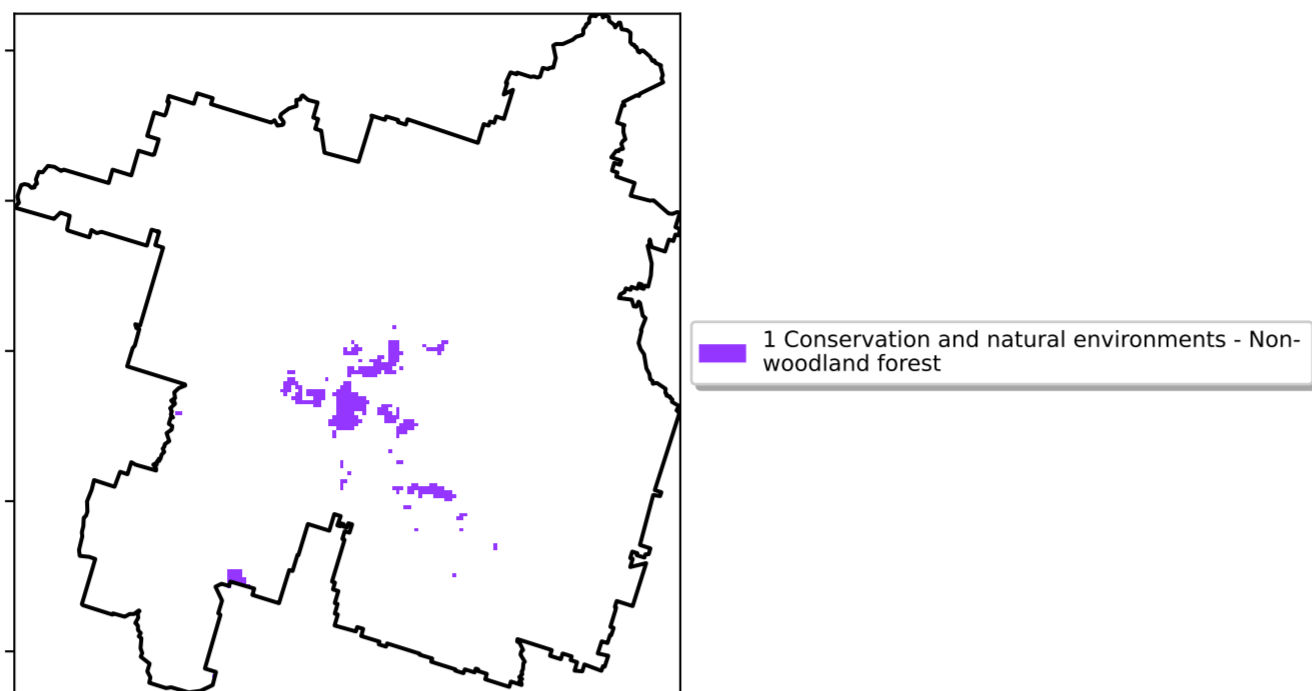 1 Conservation and natural environments - Non-
woodland forest